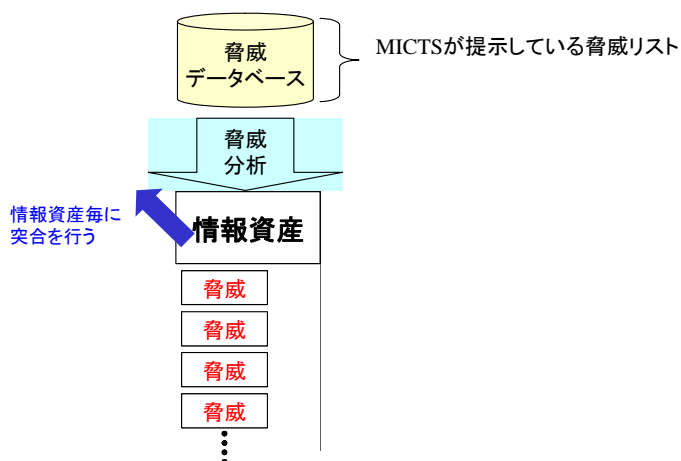 脅威
データベース
MICTSが提示している脅威リスト
脅威
分析
情報資産毎に
突合を行う
情報資産
脅威
脅威
脅威
脅威